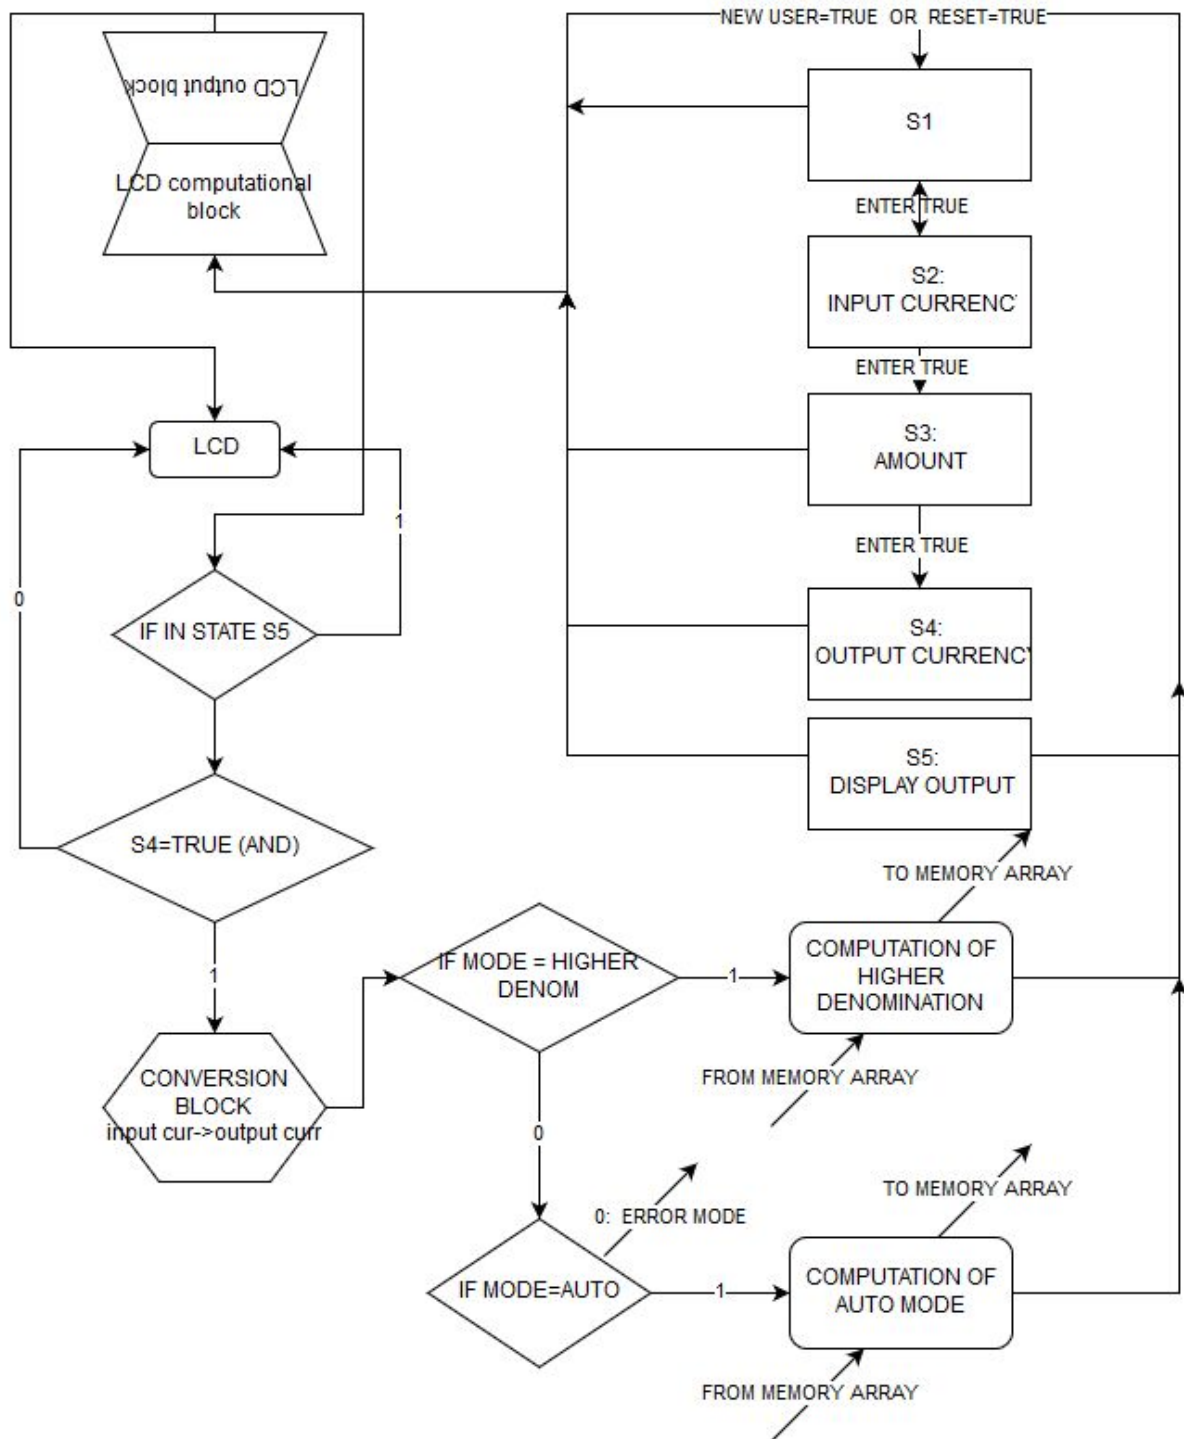 NEW USER=TRUE OR RESET=TRUE
LCD output block
LCD computational
block
S1
ENTER TRUE
S2:
INPUT CURRENC
ENTER TRUE
LCD
S3:
AMOUNT
1
ENTER TRUE
0
IF IN STATE S5
S4:
OUTPUT CURRENCY
S5:
DISPLAY OUTPUT
S4=TRUE (AND)
TO MEMORY ARRAY
1
IF MODE = HIGHER
DENOM
1
COMPUTATION OF
HIGHER
DENOMINATION
FROM MEMORY ARRAY
CONVERSION
BLOCK
input cur->output curr
0
TO MEMORY ARRAY
0: ERROR MODE
IF MODE=AUTO
1
COMPUTATION OF
AUTO MODE
FROM MEMORY ARRAY